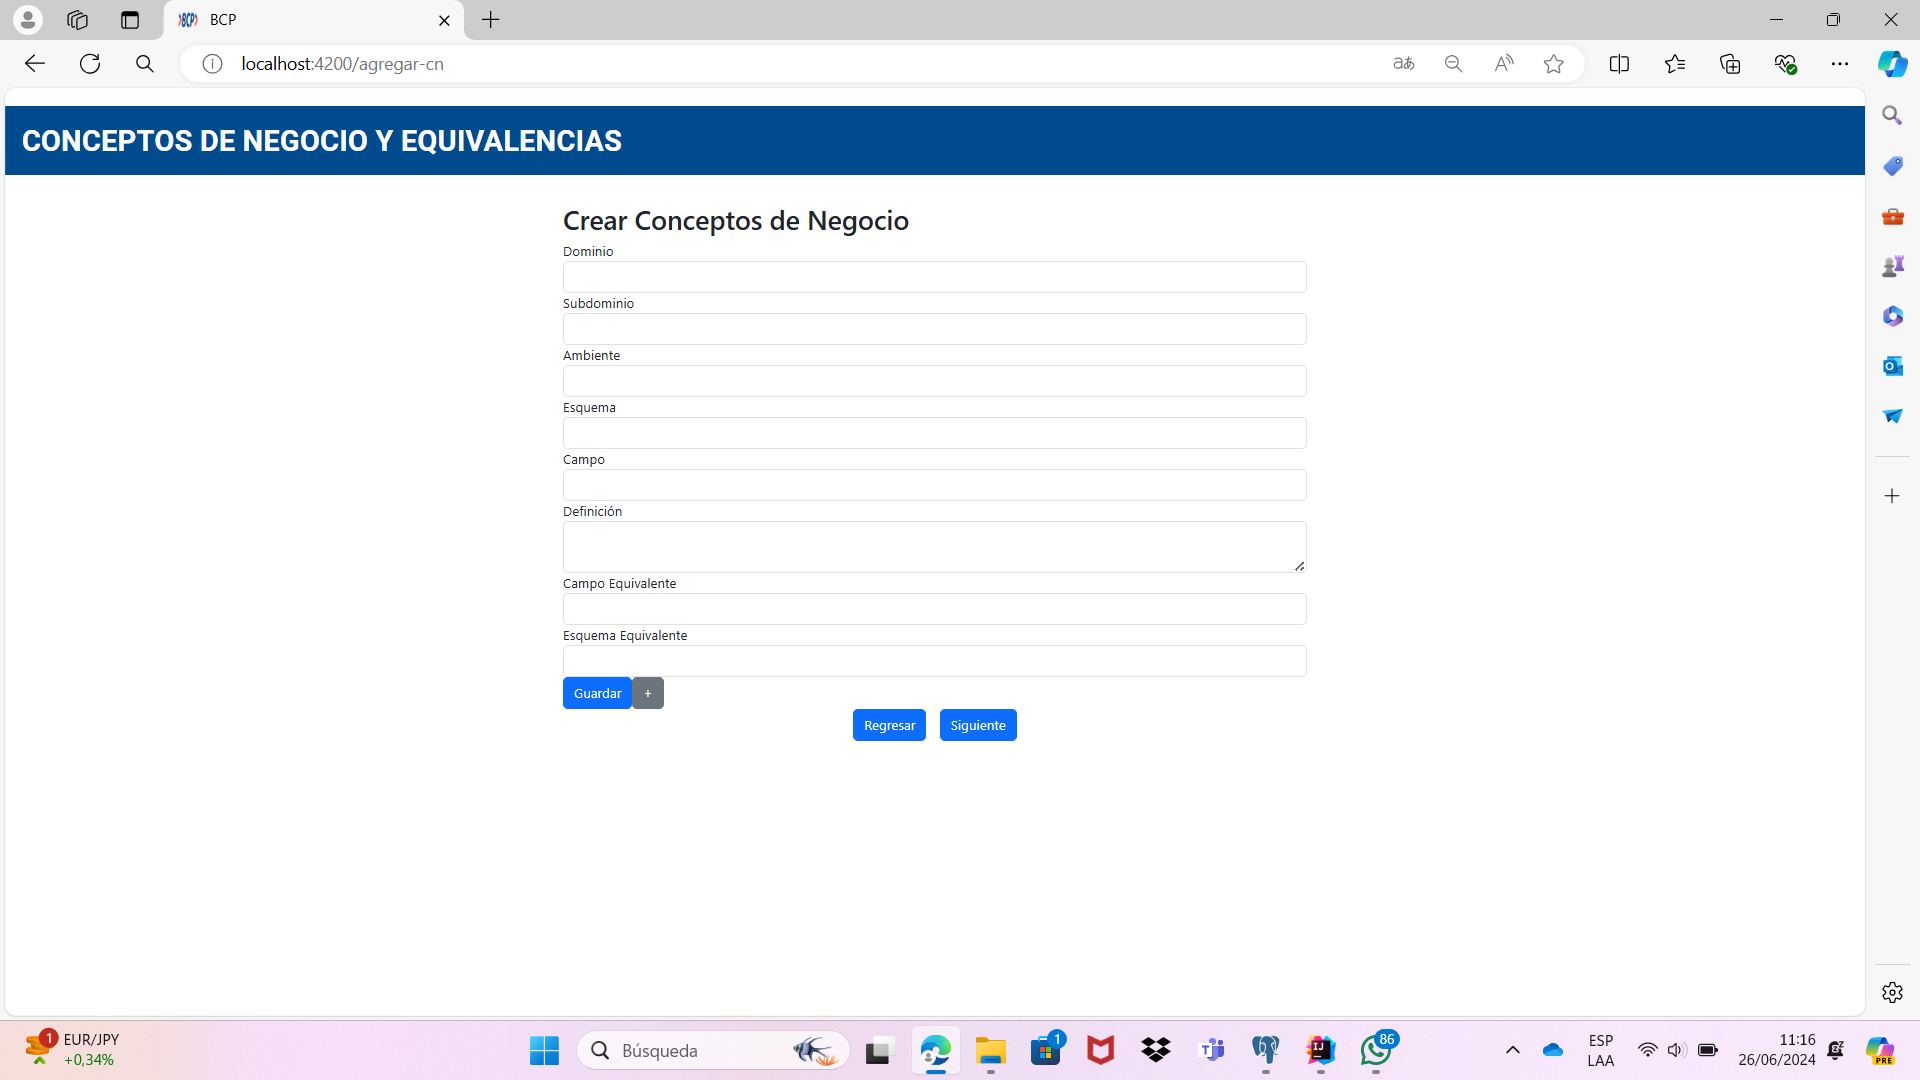 BCP
BCP
localhost:4200/agregar-cn
CONCEPTOS DE NEGOCIO Y EQUIVALENCIAS
Crear Conceptos de Negocio
Dominio
Subdominio
Ambiente
Esquema
Campo
Definición
Campo Equivalente
Esquema Equivalente
Guardar +
Regresar Siguiente
1
EUR/JPY
+0,34%
Búsqueda
1
86
ESP
LAA
11:16
26/06/2024
PRE